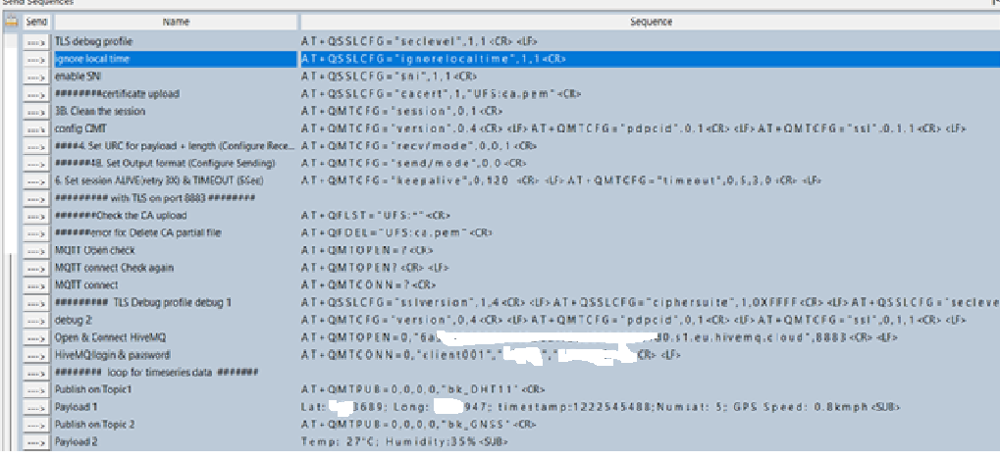 Send Sequences
Send Name Sequence
----> TLS debug profile AT+QSSLCFG="seclevel",1,1<CR><LF>
----> ignore local time AT+QSSLCFG="ignorelocaltime",1,1<CR>
----> enable SNI AT+QSSLCFG="sni",1,1<CR>
----> ########certificate upload AT+QSSLCFG="cacert",1,"UFS:ca.pem"<CR>
----> 3B. Clean the session AT+QMTCFG="session",0,1<CR>
----> config QMT AT+QMTCFG="version",0,4<CR><LF>AT+QMTCFG="pdpcid",0,1<CR><LF>AT+QMTCFG="ssl",0,1,1<CR><LF>
----> ####4. Set URC for payload + length (Configure Rece... AT+QMTCFG="recv/mode",0,0,1<CR>
----> ######4B. Set Output format (Configure Sending) AT+QMTCFG="send/mode",0,0<CR>
----> 6. Set session ALIVE(retry 3X) & TIMEOUT (5Sec) AT+QMTCFG="keepalive",0,120 <CR><LF>AT+QMTCFG="timeout",0,5,3,0<CR><LF>
----> ######### with TLS on port 8883 ########
----> #######Check the CA upload AT+QFLST="UFS:*"<CR>
----> ######error fix: Delete CA partial file AT+QFDEL="UFS:ca.pem"<CR>
----> MQTT Open check AT+QMTOPEN=?<CR>
----> MQTT connect Check again AT+QMTOPEN?<CR><LF>
----> MQTT connect AT+QMTCONN=?<CR>
----> ######### TLS Debug profile debug 1 AT+QSSLCFG="sslversion",1,4<CR><LF>AT+QSSLCFG="ciphersuite",1,0XFFFF<CR><LF>AT+QSSLCFG="secleve
----> debug 2 AT+QMTCFG="version",0,4<CR><LF>AT+QMTCFG="pdpcid",0,1<CR><LF>AT+QMTCFG="ssl",0,1,1<CR><LF>
----> Open & Connect HiveMQ AT+QMTOPEN=0,"6a 0.s1.eu.hivemq.cloud",8883<CR><LF>
----> HiveMQ login & password AT+QMTCONN=0,"client001"," "," <CR><LF>
----> ######## loop for timeseries data #######
----> Publish on Topic1 AT+QMTPUB=0,0,0,0,"bk_DHT11"<CR>
----> Payload 1 Lat: 3689; Long: 947; timestamp:1222545488;Numsat: 5; GPS Speed: 0.8kmph<SUB>
----> Publish on Topic 2 AT+QMTPUB=0,0,0,0,"bk_GNSS"<CR>
----> Payload 2 Temp: 27°C; Humidity:35%<SUB>